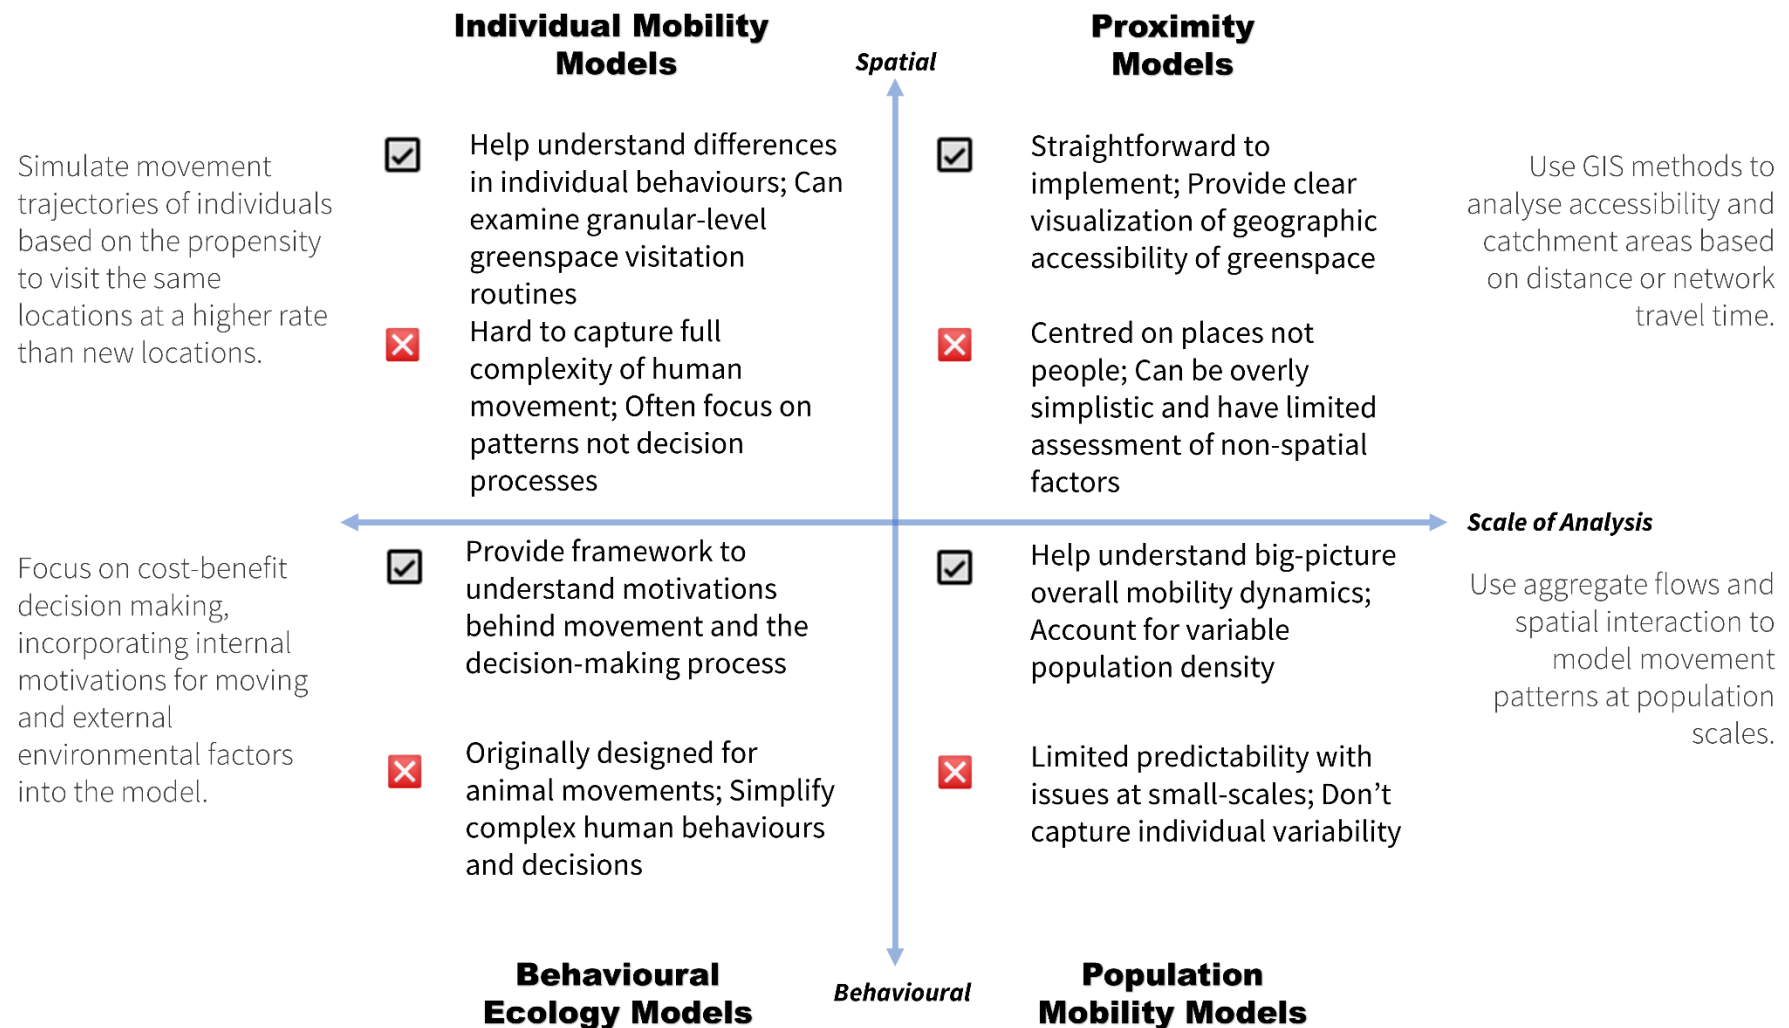 Individual Mobility
Models
Proximity
Models
Spatial
Simulate movement
trajectories of individuals
based on the propensity
to visit the same
locations at a higher rate
than new locations.
Help understand differences
in individual behaviours; Can
examine granular-level
greenspace visitation
routines
Hard to capture full
complexity of human
movement; Often focus on
patterns not decision
processes
Straightforward to
implement; Provide clear
visualization of geographic
accessibility of greenspace
Centred on places not
people; Can be overly
simplistic and have limited
assessment of non-spatial
factors
Use GIS methods to
analyse accessibility and
catchment areas based
on distance or network
travel time.
Scale of Analysis
Focus on cost-benefit
decision making,
incorporating internal
motivations for moving
and external
environmental factors
into the model.
Provide framework to
understand motivations
behind movement and the
decision-making process
Originally designed for
animal movements; Simplify
complex human behaviours
and decisions
Help understand big-picture
overall mobility dynamics;
Account for variable
population density
Limited predictability with
issues at small-scales; Don’t
capture individual variability
Use aggregate flows and
spatial interaction to
model movement
patterns at population
scales.
Behavioural
Ecology Models
Behavioural
Population
Mobility Models